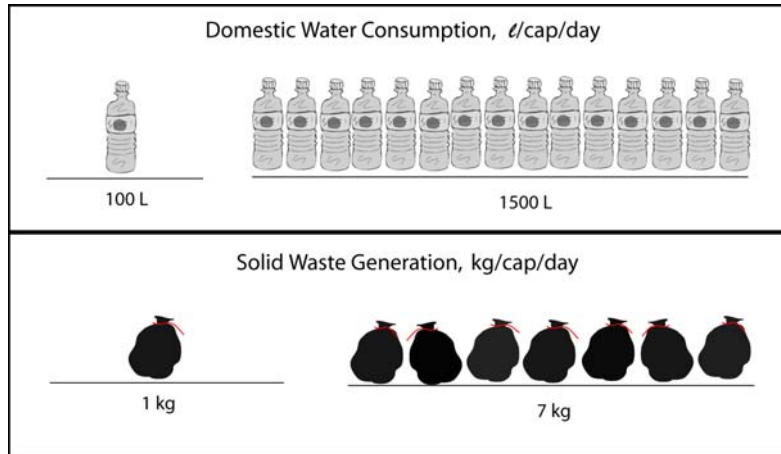 Domestic Water Consumption, ℓ/cap/day
100 L
1500 L
Solid Waste Generation, kg/cap/day
1 kg
7 kg